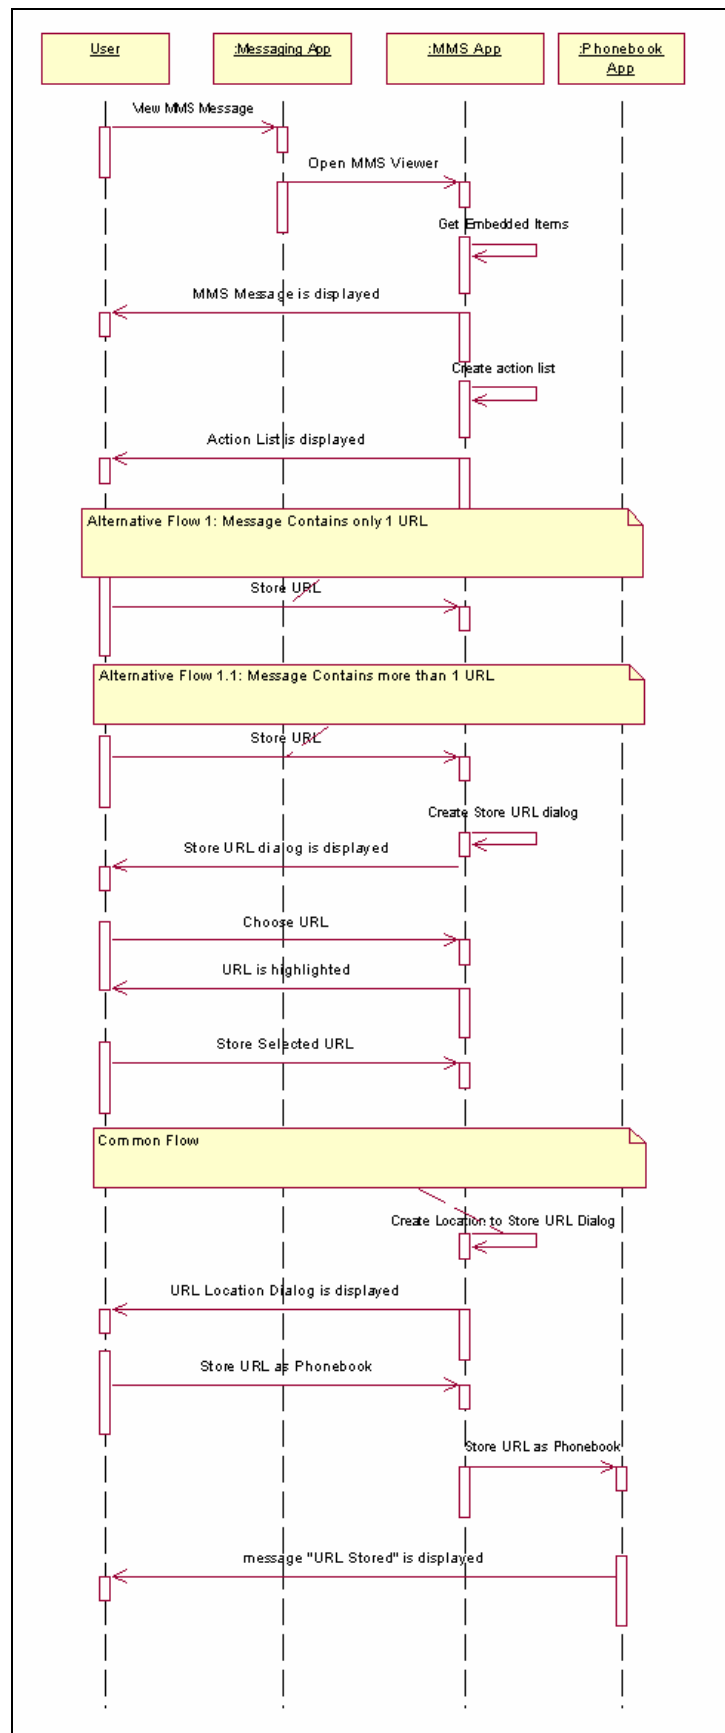 User
:Messaging App
:MMS App
:Phonebook
App
View MMS Message
Open MMS Viewer
Get Embedded Items
MMS Message is displayed
Create action list
Action List is displayed
Alternative Flow 1: Message Contains only 1 URL
Store URL
Alternative Flow 1.1: Message Contains more than 1 URL
Store URL
Create Store URL dialog
Store URL dialog is displayed
Choose URL
URL is highlighted
Store Selected URL
Common Flow
Create Location to Store URL Dialog
URL Location Dialog is displayed
Store URL as Phonebook
Store URL as Phonebook
message "URL Stored" is displayed